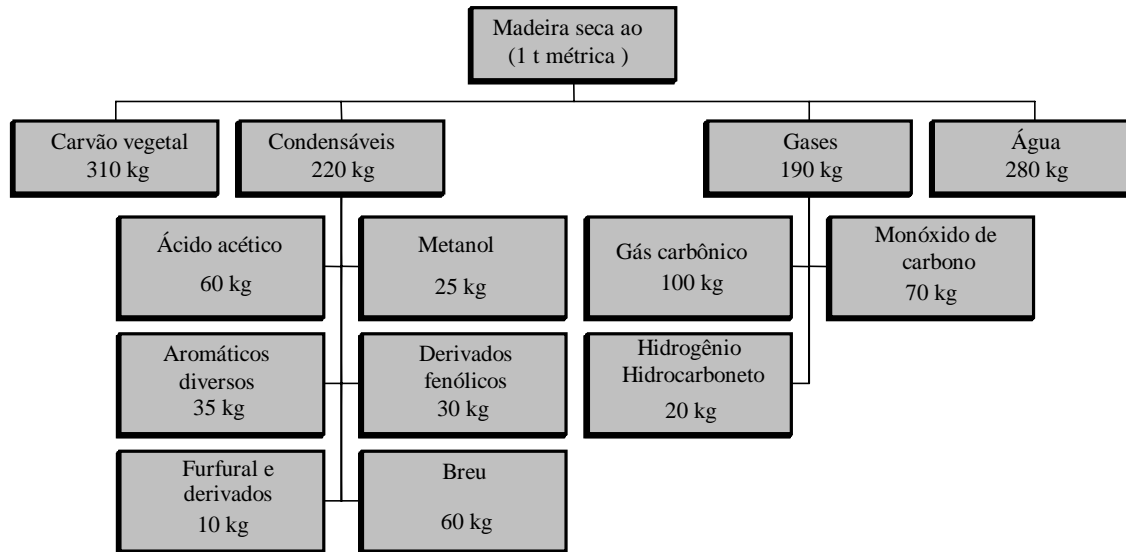 Madeira seca ao
(1 t métrica )
Carvão vegetal
310 kg
Condensáveis
220 kg
Gases
190 kg
Água
280 kg
Ácido acético
60 kg
Metanol
25 kg
Gás carbônico
100 kg
Monóxido de
carbono
70 kg
Aromáticos
diversos
35 kg
Derivados
fenólicos
30 kg
Hidrogênio
Hidrocarboneto
20 kg
Furfural e
derivados
10 kg
Breu
60 kg